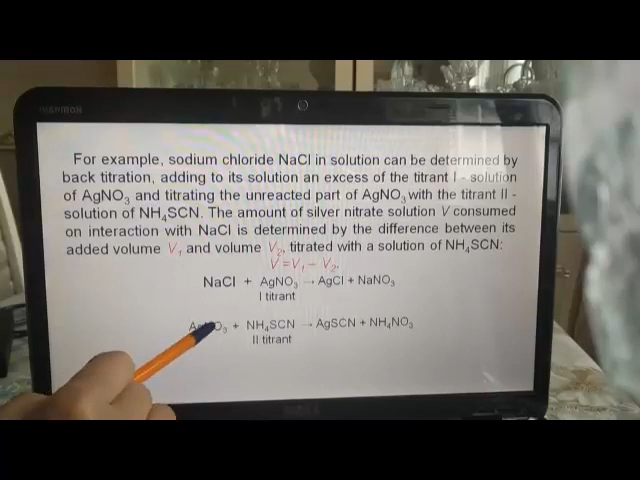 INSPIRON
For example, sodium chloride NaCl in solution can be determined by
back titration, adding to its solution an excess of the titrant I - solution
of AgNO₃ and titrating the unreacted part of AgNO₃ with the titrant II -
solution of NH₄SCN. The amount of silver nitrate solution V consumed
on interaction with NaCl is determined by the difference between its
added volume V₁ and volume V₂, titrated with a solution of NH₄SCN:
V=V₁ – V₂.
NaCl + AgNO₃ → AgCl + NaNO₃
I titrant
AgNO₃ + NH₄SCN → AgSCN + NH₄NO₃
II titrant
DELL